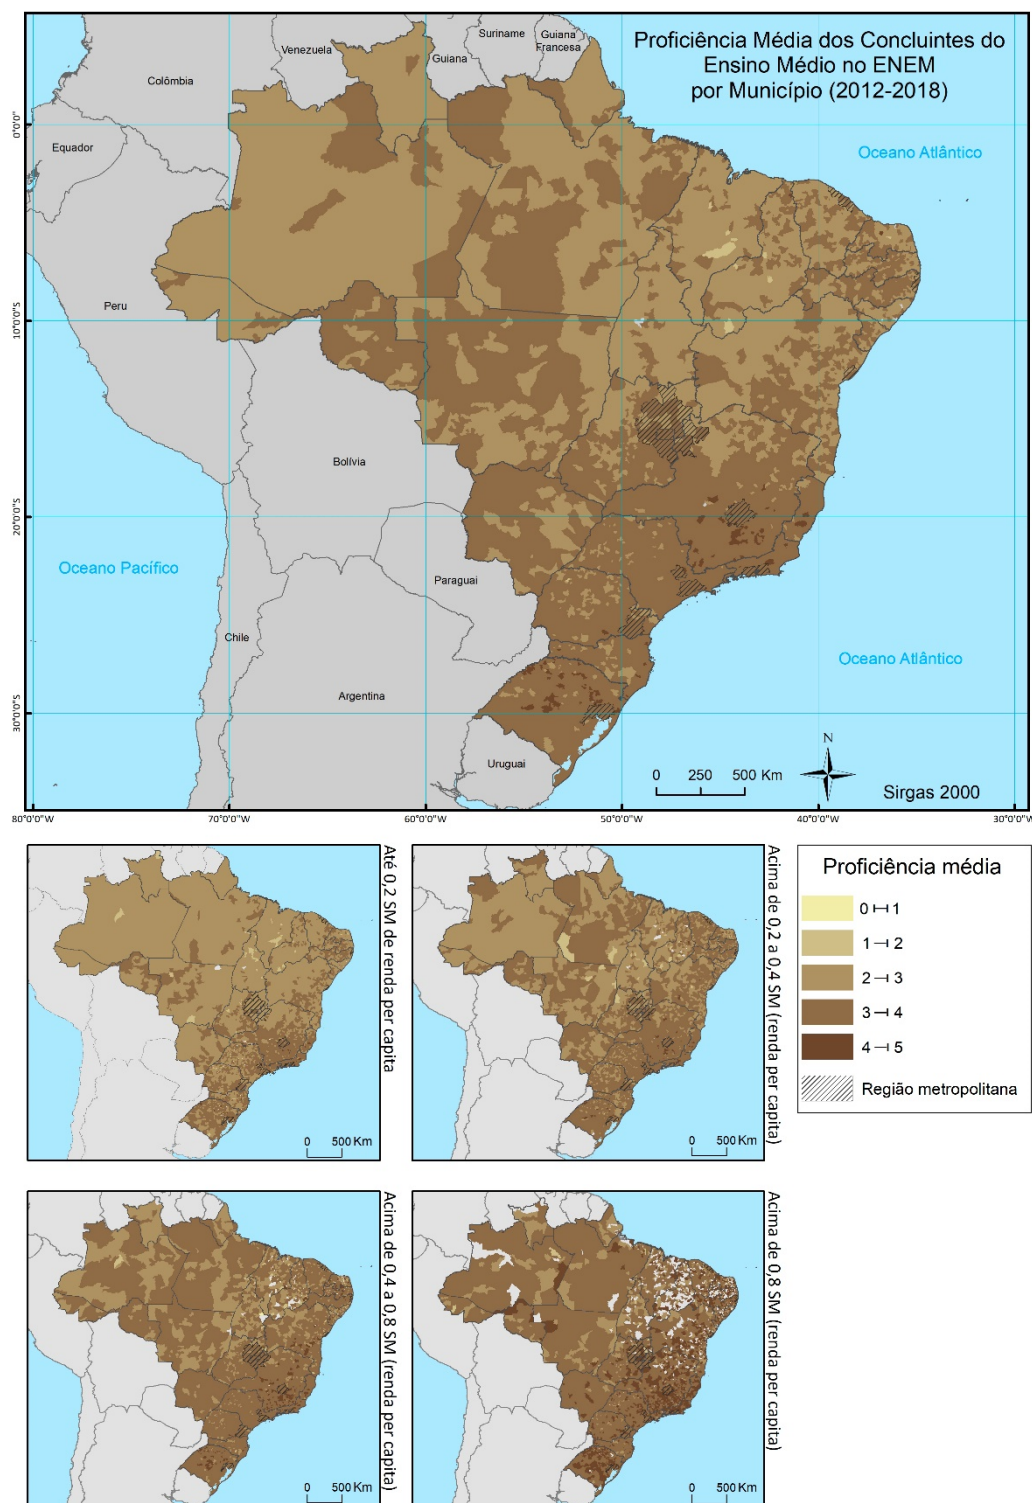 Proficiência Média dos Concluintes do
Ensino Médio no ENEM
por Município (2012-2018)
Venezuela
Suriname
Guiana
Francesa
Guiana
Colômbia
Equador
Oceano Atlântico
Peru
Bolívia
Oceano Pacífico
Paraguai
Chile
Oceano Atlântico
Argentina
Uruguai
N
0 250 500 Km
Sirgas 2000
0°0'0"
10°0'0"S
20°0'0"S
30°0'0"S
80°0'0"W
70°0'0"W
60°0'0"W
50°0'0"W
40°0'0"W
30°0'0"W
Até 0,2 SM de renda per capita
0 500 Km
Acima de 0,2 a 0,4 SM (renda per capita)
0 500 Km
Proficiência média
0 ⊢⊣ 1
1 ⊣ 2
2 ⊣ 3
3 ⊣ 4
4 ⊣ 5
Região metropolitana
Acima de 0,4 a 0,8 SM (renda per capita)
0 500 Km
Acima de 0,8 SM (renda per capita)
0 500 Km